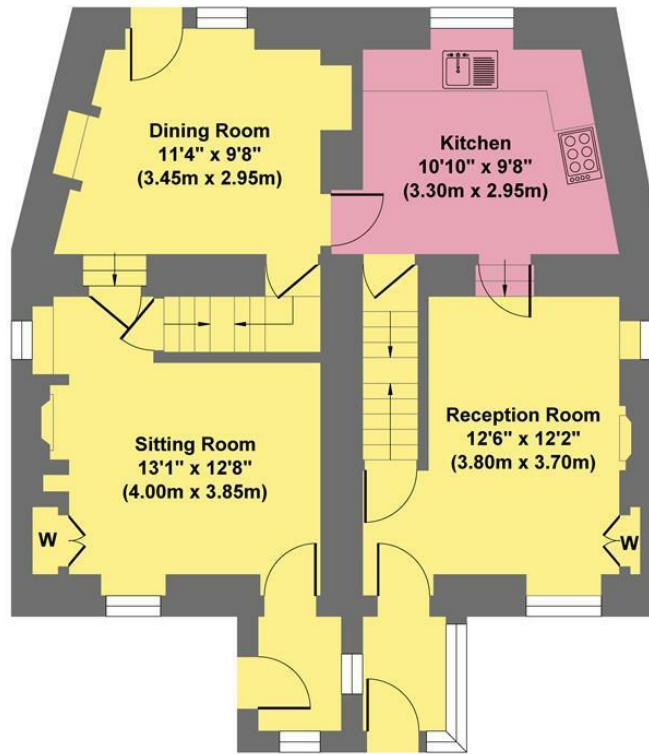 Dining Room
11'4" x 9'8"
(3.45m x 2.95m)
Kitchen
10'10" x 9'8"
(3.30m x 2.95m)
Sitting Room
13'1" x 12'8"
(4.00m x 3.85m)
Reception Room
12'6" x 12'2"
(3.80m x 3.70m)
W
W